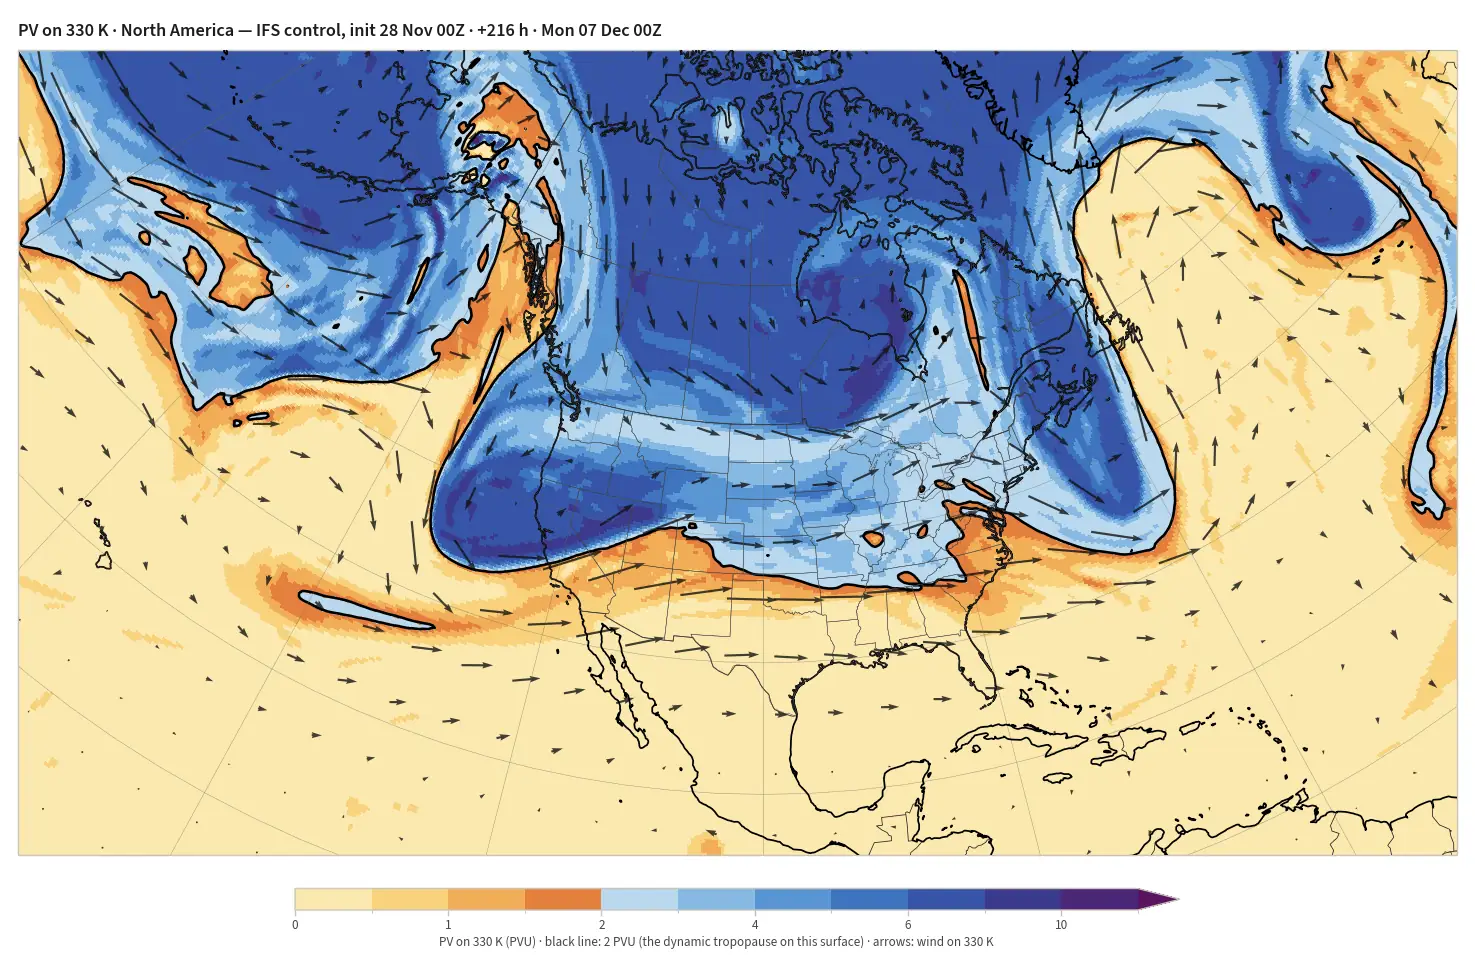 PV on 330 K · North America — IFS control, init 28 Nov 00Z · +216 h · Mon 07 Dec 00Z
0 1 2 4 6 10
PV on 330 K (PVU) · black line: 2 PVU (the dynamic tropopause on this surface) · arrows: wind on 330 K